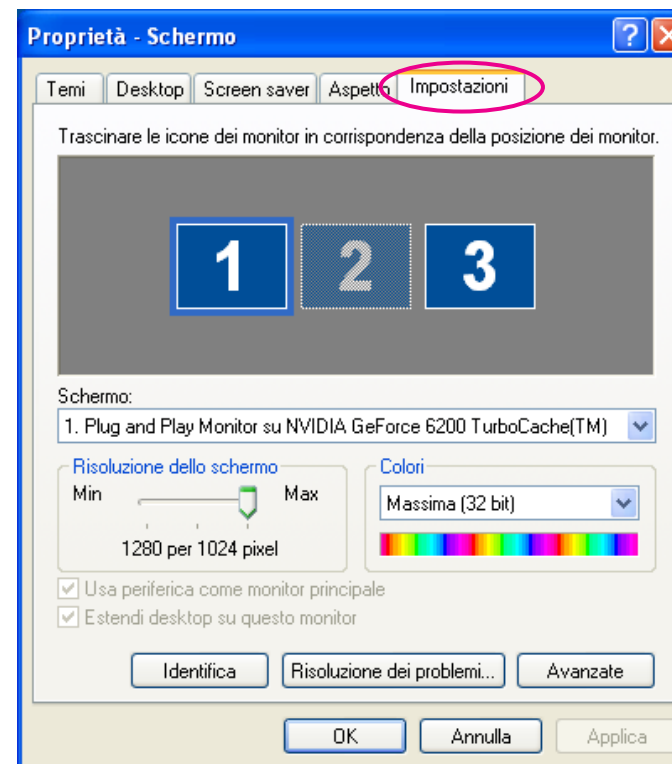 Proprietà - Schermo
Temi Desktop Screen saver Aspetto Impostazioni
Trascinare le icone dei monitor in corrispondenza della posizione dei monitor.
1 2 3
Schermo:
1. Plug and Play Monitor su NVIDIA GeForce 6200 TurboCache(TM)
Risoluzione dello schermo
Min Max
1280 per 1024 pixel
Colori
Massima (32 bit)
Usa periferica come monitor principale
Estendi desktop su questo monitor
Identifica Risoluzione dei problemi... Avanzate
OK Annulla Applica